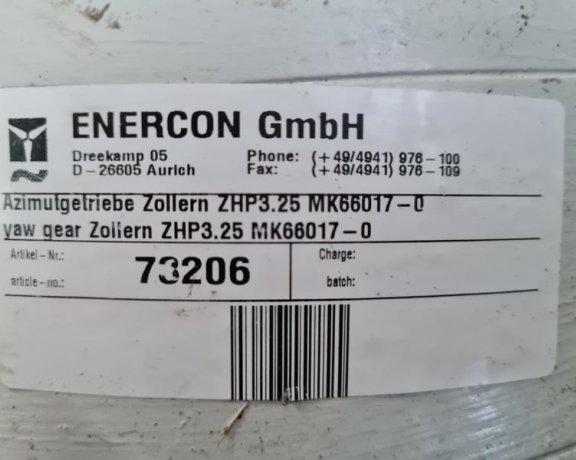 ENERCON GmbH
Dreekamp 05 Phone: (+49/4941) 976-100
D-26605 Aurich Fax: (+49/4941) 976-109
Azimutgetriebe Zollern ZHP3.25 MK66017-0
yaw gear Zollern ZHP3.25 MK66017-0
Artikel-Nr.: Charge:
73206
article-no.: batch: